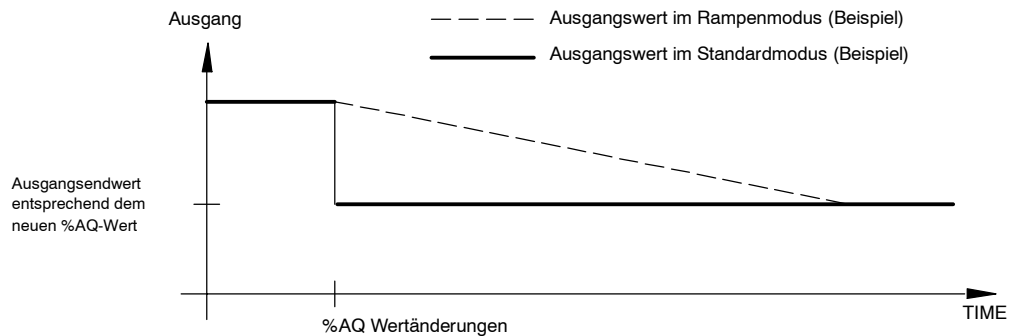 Ausgang
Ausgangswert im Rampenmodus (Beispiel)
Ausgangswert im Standardmodus (Beispiel)
Ausgangsendwert
entsprechend dem
neuen %AQ-Wert
TIME
%AQ Wertänderungen